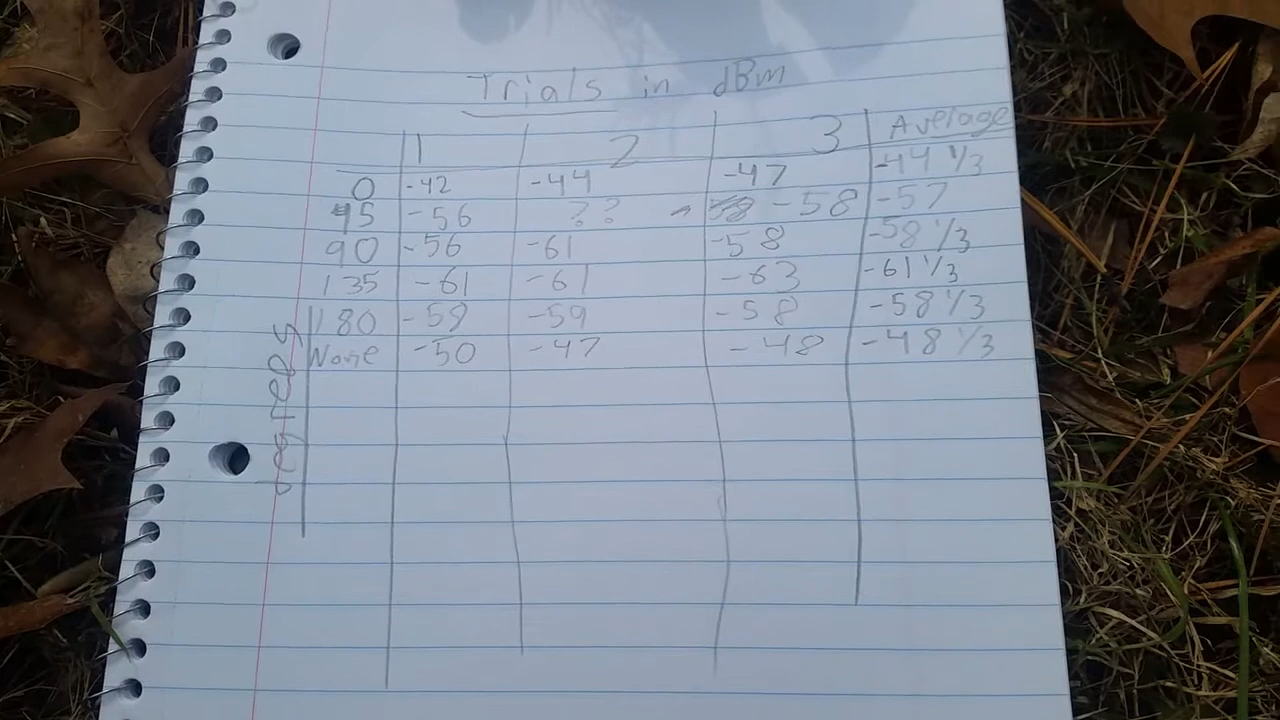 Trials in dBm
1 2 3 Average
0 -42 -44 -47 -44 1/3
45 -56 ?? -58 -57
90 -56 -61 -58 -58 1/3
135 -61 -61 -63 -61 1/3
180 -58 -59 -58 -58 1/3
None -50 -47 -48 -48 1/3
degrees